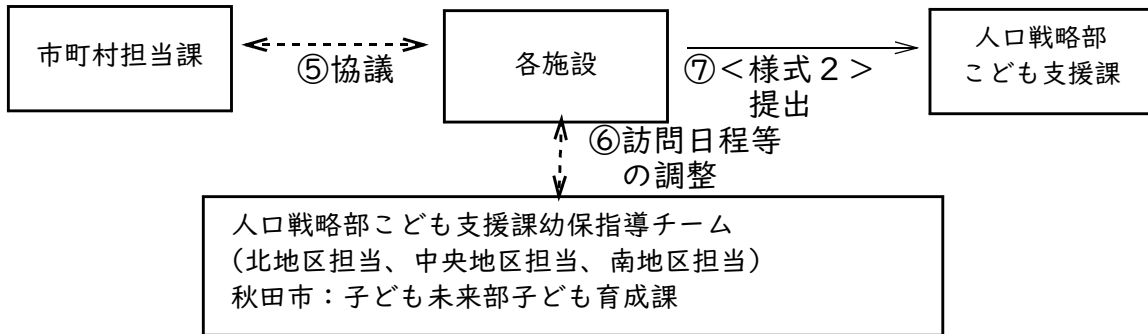 市町村担当課
⑤協議
各施設
⑦＜様式２＞
提出
人口戦略部
こども支援課
⑥訪問日程等
の調整
人口戦略部こども支援課幼保指導チーム
(北地区担当、中央地区担当、南地区担当)
秋田市：子ども未来部子ども育成課